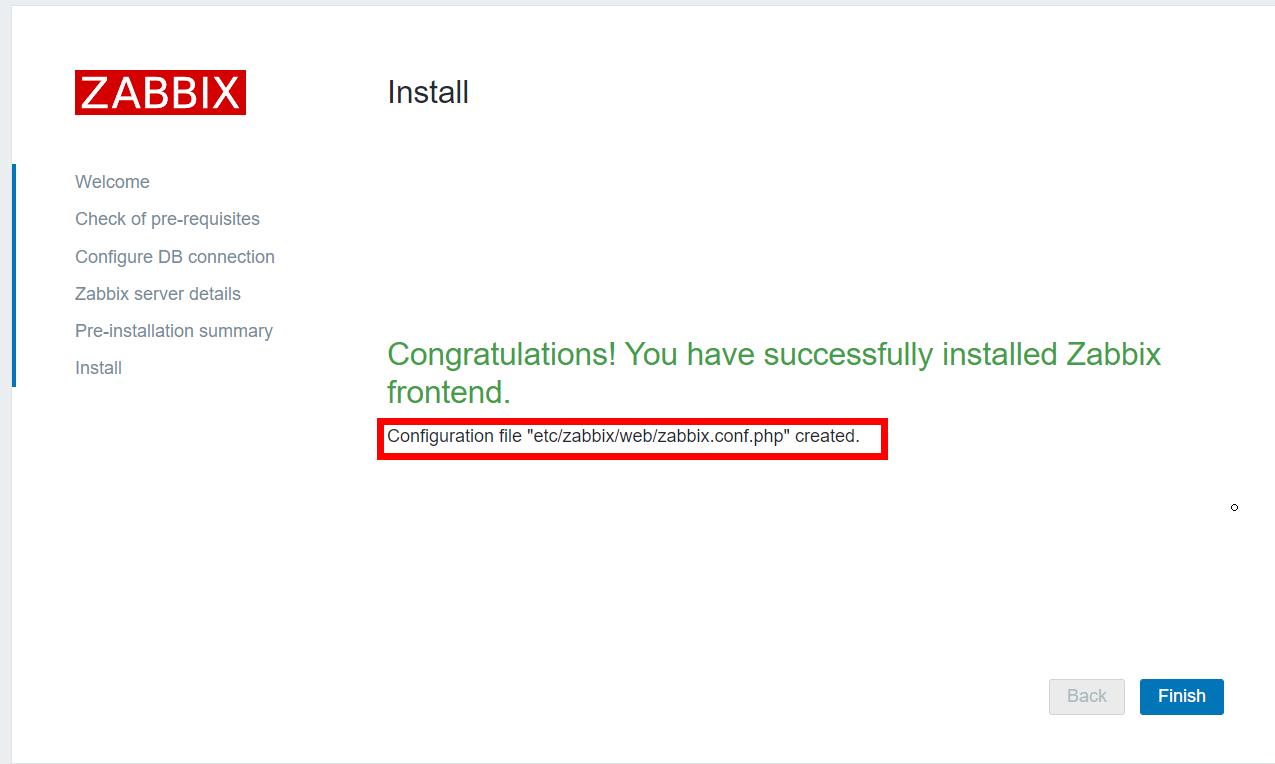 ZABBIX
Install
Welcome
Check of pre-requisites
Configure DB connection
Zabbix server details
Pre-installation summary
Install
Congratulations! You have successfully installed Zabbix
frontend.
Configuration file "etc/zabbix/web/zabbix.conf.php" created.
Back
Finish